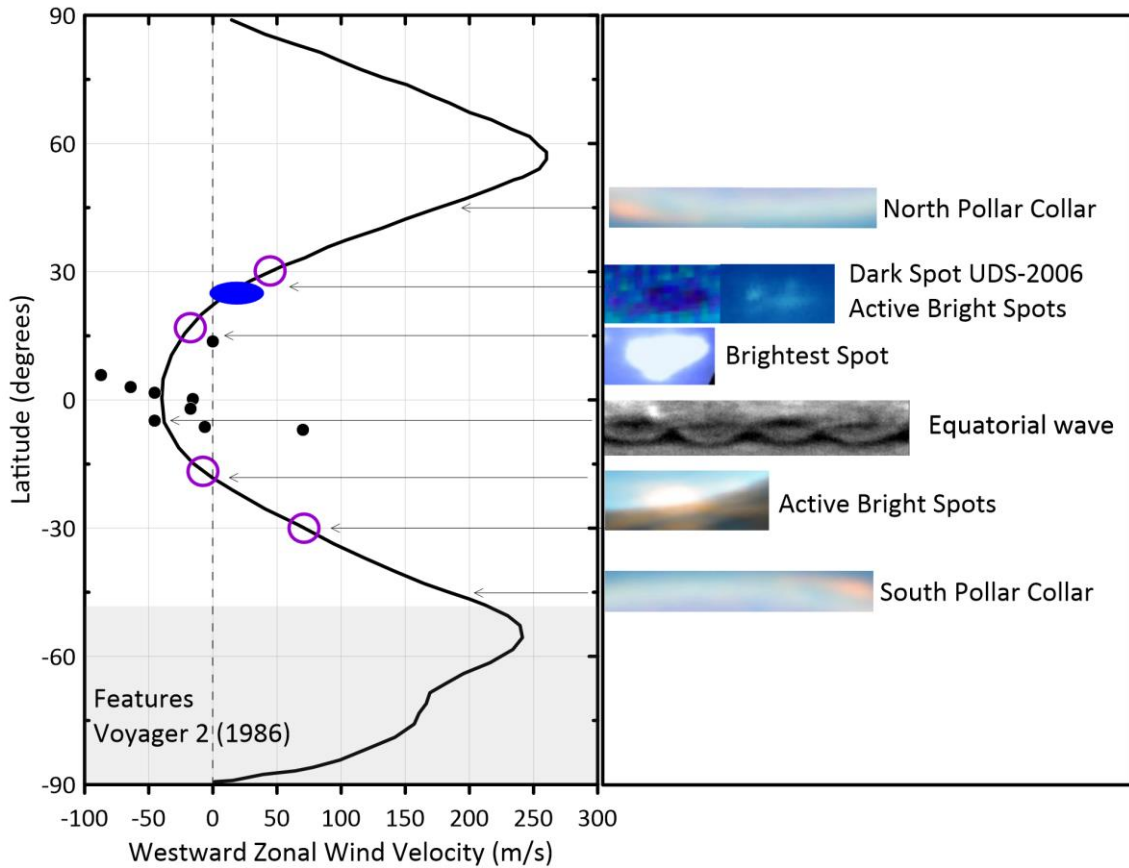 90
60
30
0
-30
-60
-90
Latitude (degrees)
Features
Voyager 2 (1986)
-100 -50 0 50 100 150 200 250 300
Westward Zonal Wind Velocity (m/s)
North Pollar Collar
Dark Spot UDS-2006
Active Bright Spots
Brightest Spot
Equatorial wave
Active Bright Spots
South Pollar Collar